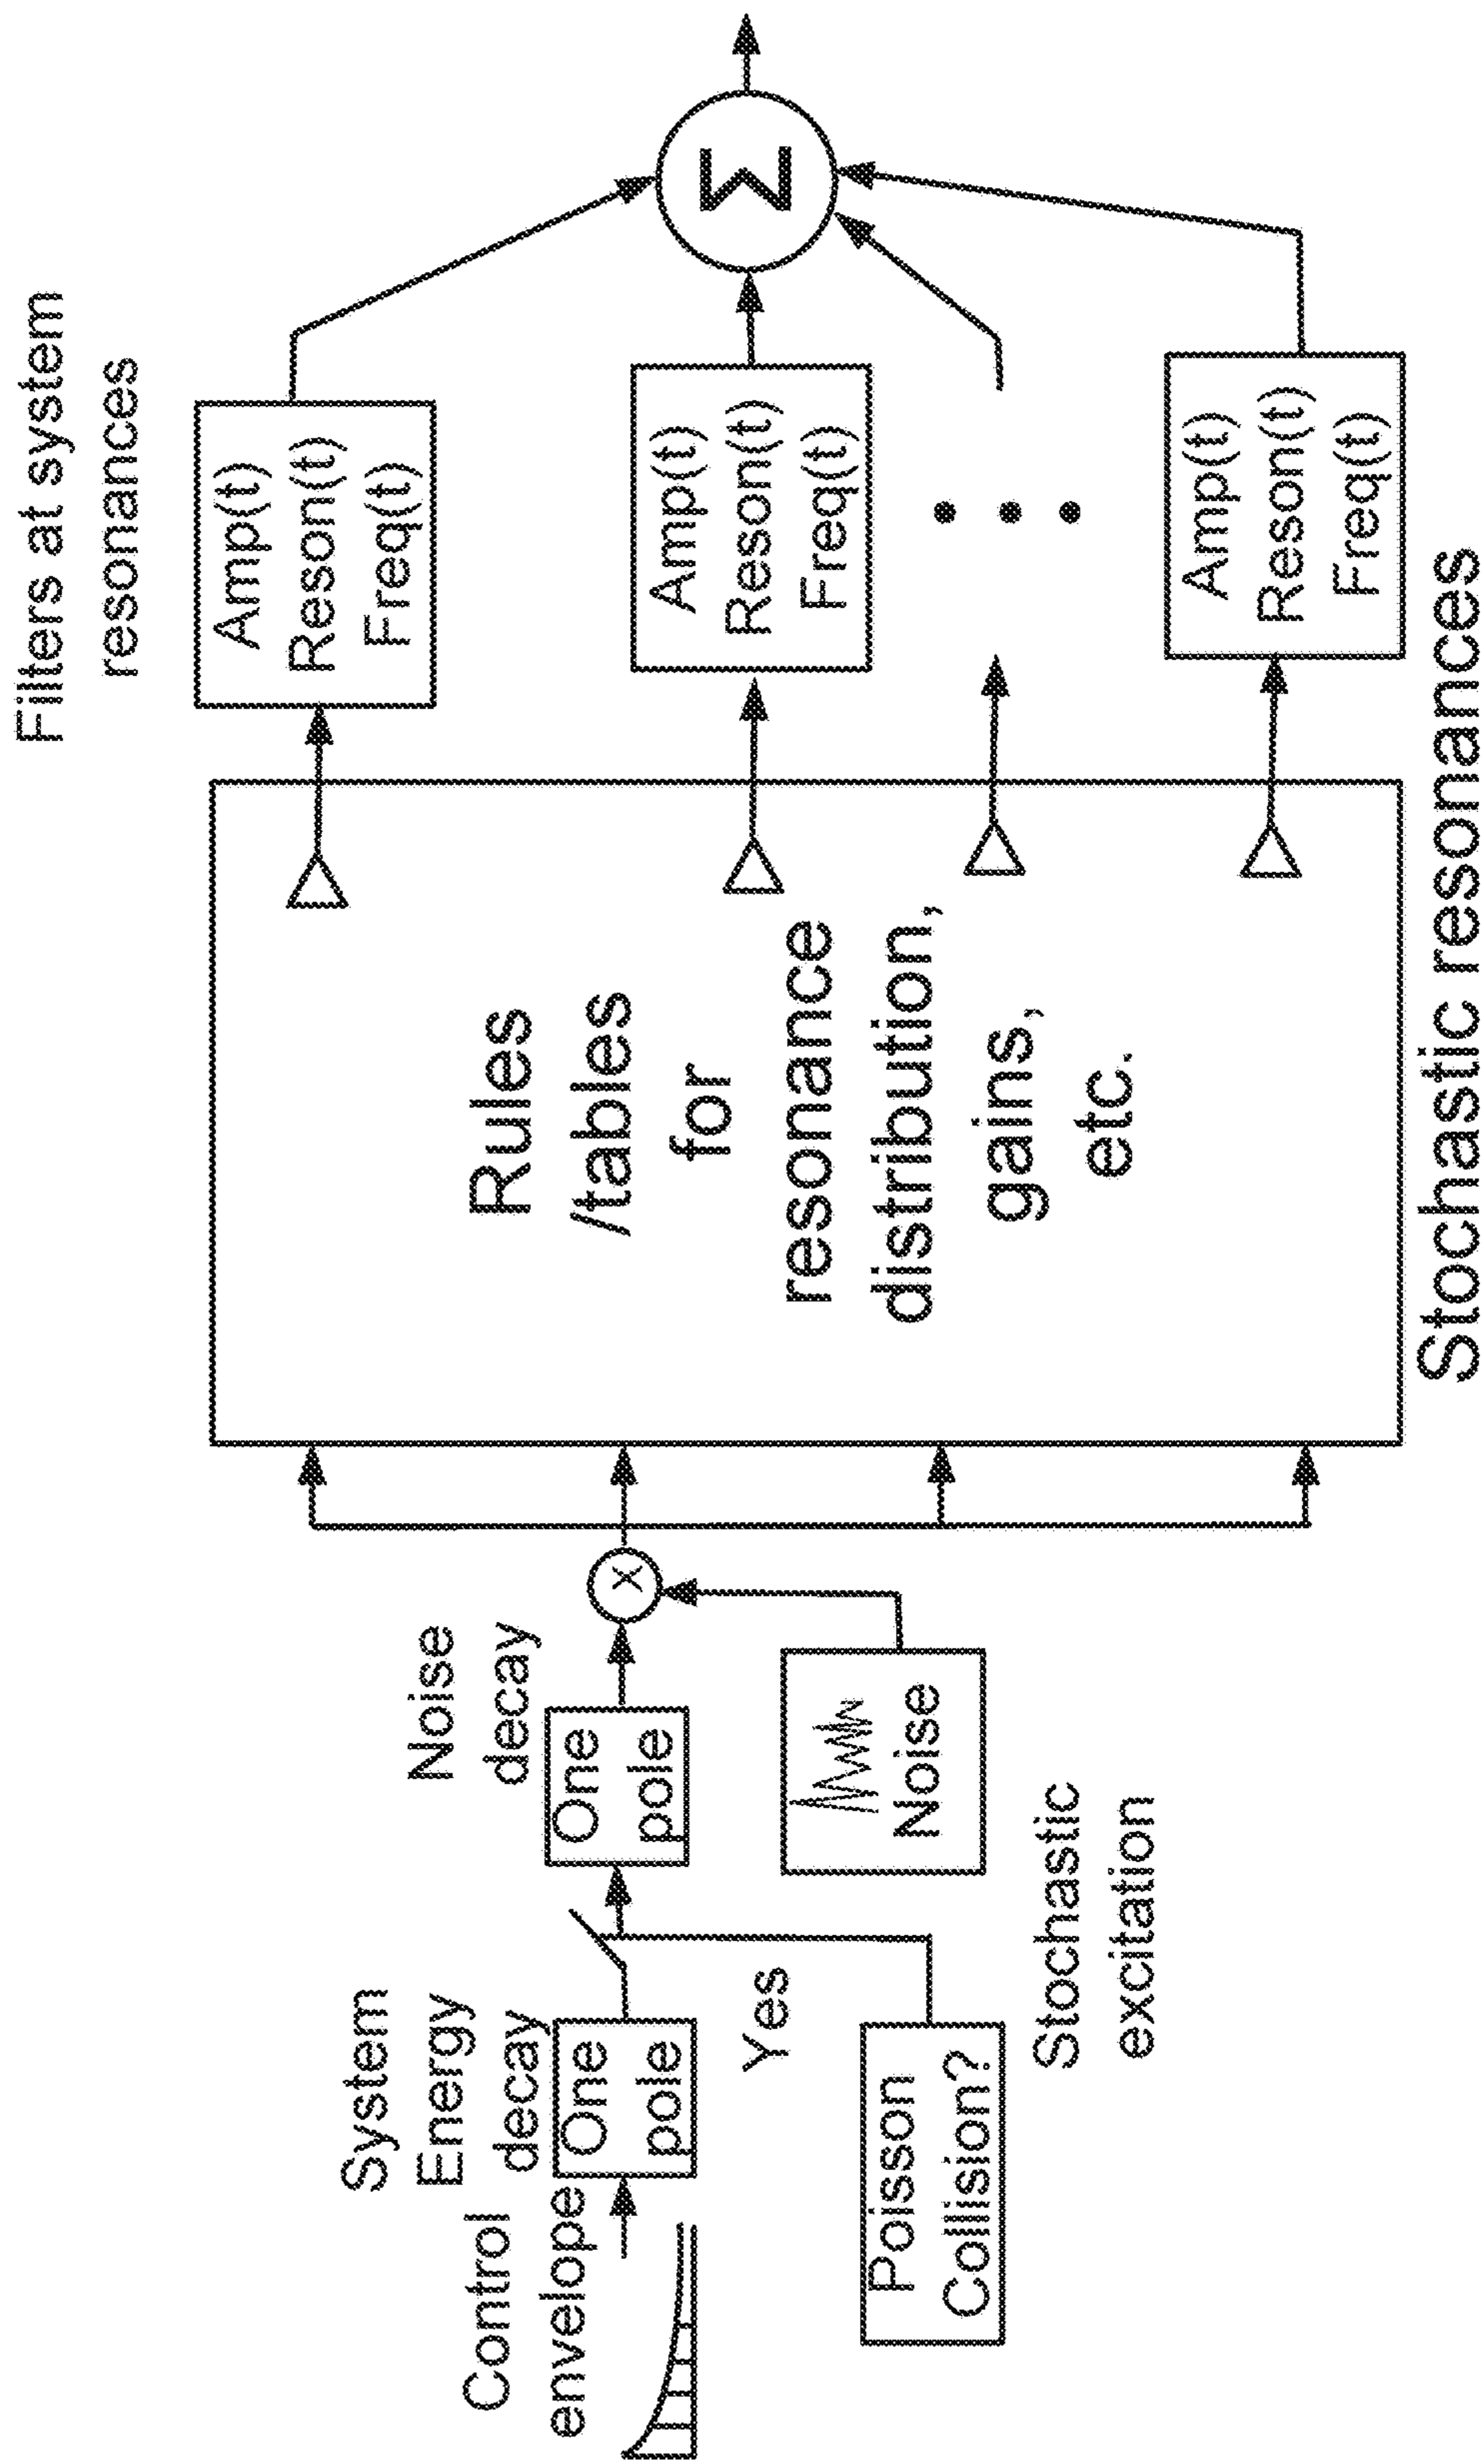 Control
envelope
System
Energy
decay
One
pole
Yes
Poisson
Collision?
Stochastic
excitation
Noise
decay
One
pole
Noise
x
Rules
/tables
for
resonance
distribution,
gains,
etc.
Stochastic resonances
Filters at system
resonances
Amp(t)
Reson(t)
Freq(t)
Amp(t)
Reson(t)
Freq(t)
Amp(t)
Reson(t)
Freq(t)
Σ